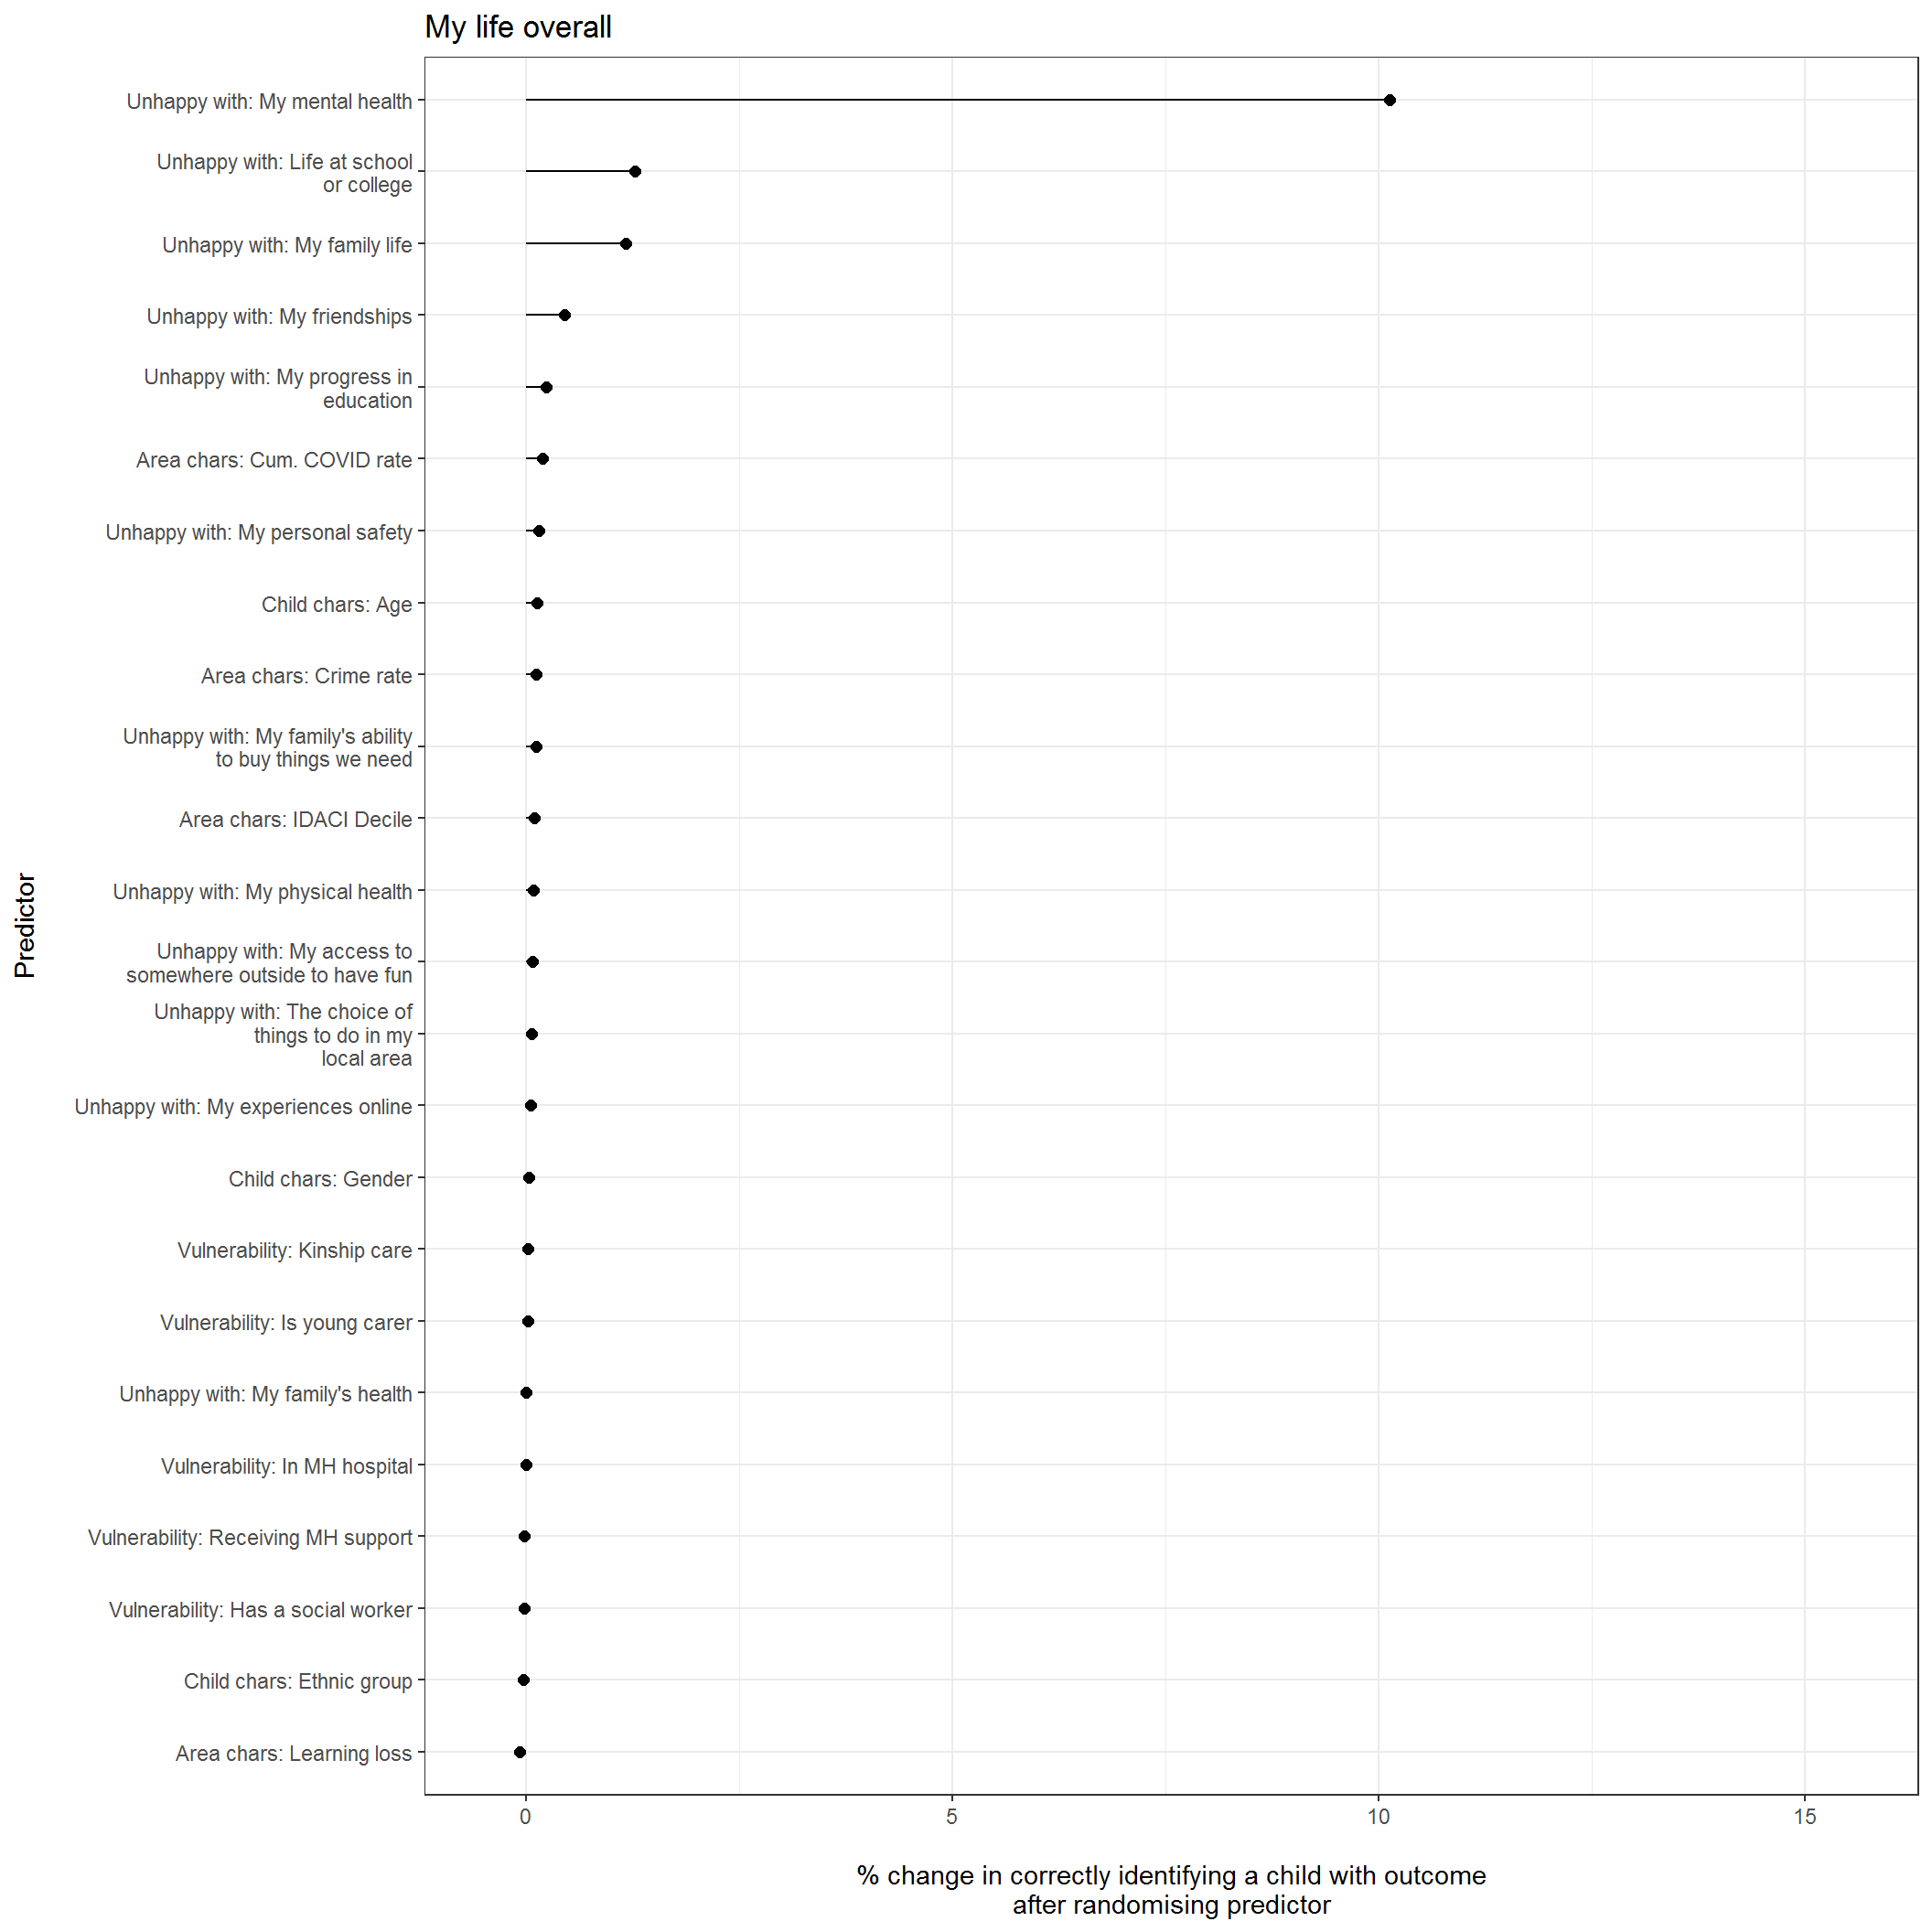 My life overall
Unhappy with: My mental health
Unhappy with: Life at school
or college
Unhappy with: My family life
Unhappy with: My friendships
Unhappy with: My progress in
education
Area chars: Cum. COVID rate
Unhappy with: My personal safety
Child chars: Age
Area chars: Crime rate
Unhappy with: My family's ability
to buy things we need
Area chars: IDACI Decile
Unhappy with: My physical health
Unhappy with: My access to
somewhere outside to have fun
Unhappy with: The choice of
things to do in my
local area
Unhappy with: My experiences online
Child chars: Gender
Vulnerability: Kinship care
Vulnerability: Is young carer
Unhappy with: My family's health
Vulnerability: In MH hospital
Vulnerability: Receiving MH support
Vulnerability: Has a social worker
Child chars: Ethnic group
Area chars: Learning loss
Predictor
0
5
10
15
% change in correctly identifying a child with outcome
after randomising predictor